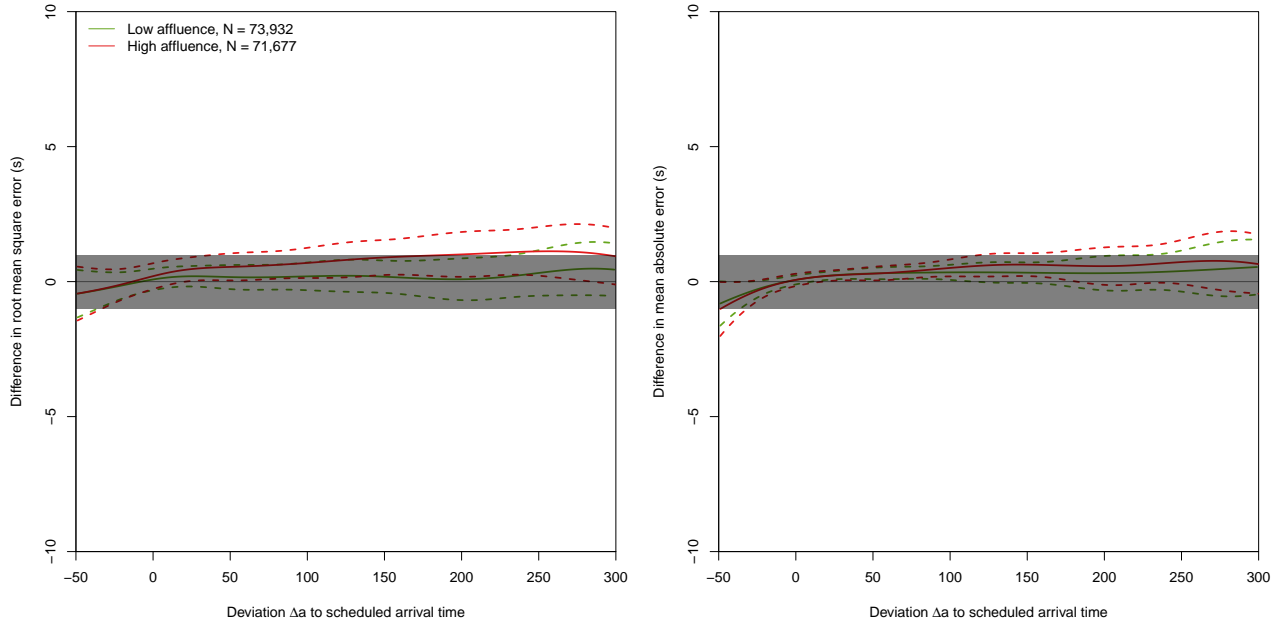 Low affluence, N = 73,932
High affluence, N = 71,677
Difference in root mean square error (s)
10
5
0
−5
−10
−50 0 50 100 150 200 250 300
Deviation Δa to scheduled arrival time
Difference in mean absolute error (s)
10
5
0
−5
−10
−50 0 50 100 150 200 250 300
Deviation Δa to scheduled arrival time